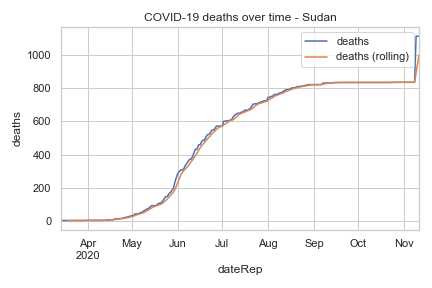 COVID-19 deaths over time - Sudan
deaths
deaths (rolling)
1000
800
600
400
200
0
deaths
Apr May Jun Jul Aug Sep Oct Nov
2020
dateRep